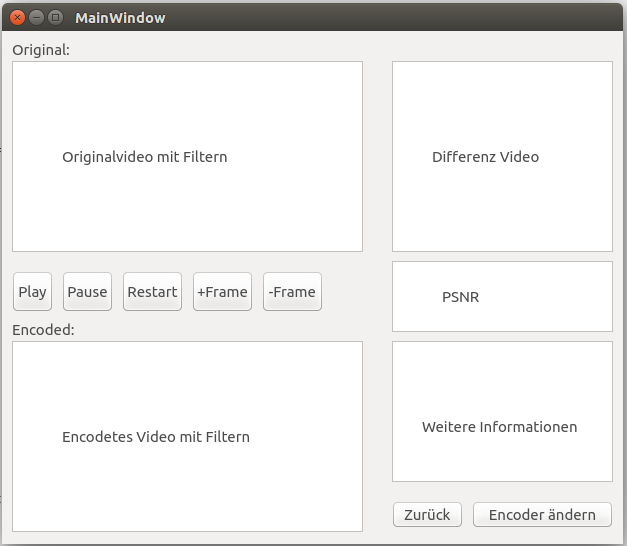 MainWindow
Original:
Originalvideo mit Filtern
Differenz Video
Play
Pause
Restart
+Frame
-Frame
PSNR
Encoded:
Encodetes Video mit Filtern
Weitere Informationen
Zurück
Encoder ändern